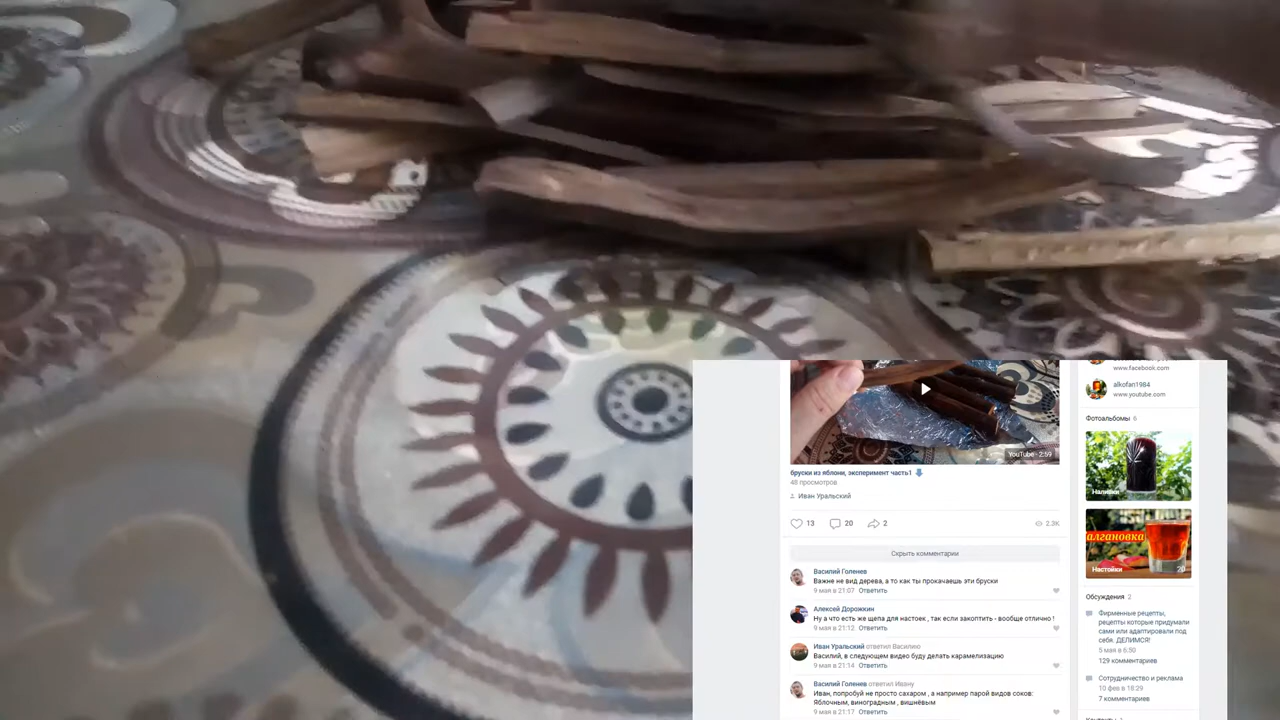 www.facebook.com
alkofan1984
www.youtube.com
Фотоальбомы 6
Наливки
алгановка
Настойки 20
Обсуждения 2
Фирменные рецепты,
рецепты которые придумали
сами или адаптировали под
себя. ДЕЛИМСЯ!
5 мая в 6:50
129 комментариев
Сотрудничество и реклама
10 фев в 18:29
7 комментариев
YouTube · 2:59
бруски из яблони, эксперимент часть1
48 просмотров
Иван Уральский
13 20 2 2.3K
Скрыть комментарии
Василий Голенев
Важне не вид дерева, а то как ты прокачаешь эти бруски
9 мая в 21:07 Ответить
Алексей Дорожкин
Ну а что есть же щепа для настоек , так если закоптить - вообще отлично !
9 мая в 21:12 Ответить
Иван Уральский ответил Василию
Василий, в следующем видео буду делать карамелизацию
9 мая в 21:14 Ответить
Василий Голенев ответил Ивану
Иван, попробуй не просто сахаром , а например парой видов соков:
Яблочным, виноградным , вишнёвым
9 мая в 21:17 Ответить